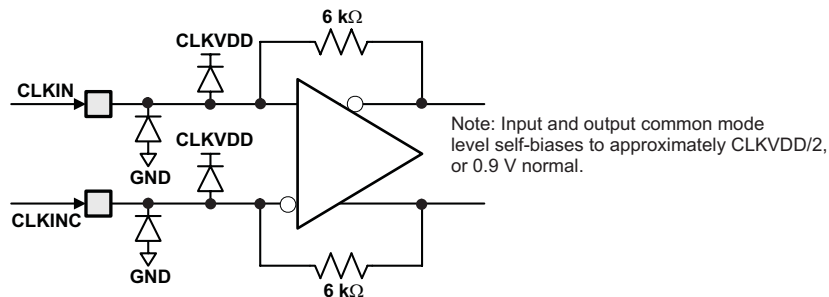 6 kΩ
CLKVDD
CLKIN
CLKVDD
GND
Note: Input and output common mode
level self-biases to approximately CLKVDD/2,
or 0.9 V normal.
CLKINC
GND
6 kΩ